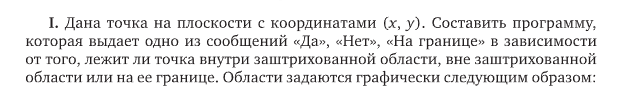 I. Дана точка на плоскости с координатами (x, y). Составить программу,
которая выдает одно из сообщений «Да», «Нет», «На границе» в зависимости
от того, лежит ли точка внутри заштрихованной области, вне заштрихованной
области или на ее границе. Области задаются графически следующим образом: